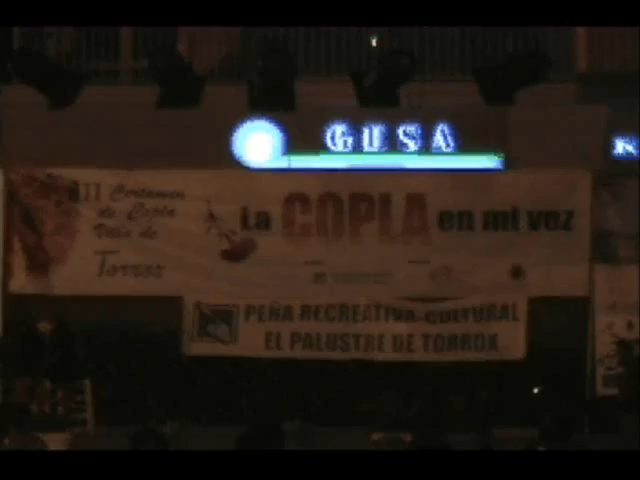 GUSA
III Certamen
de Copla
Villa de
Torrox
La COPLA en mi voz
PEÑA RECREATIVA-CULTURAL
EL PALUSTRE DE TORROX